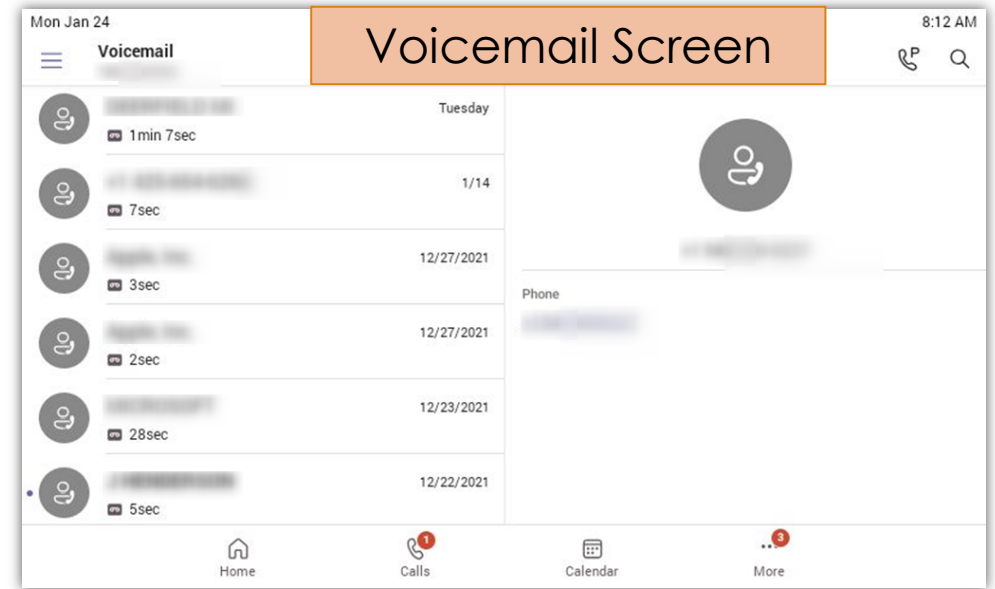 Mon Jan 24
8:12 AM
Voicemail
Voicemail Screen
P
Tuesday
1min 7sec
1/14
7sec
12/27/2021
3sec
12/27/2021
2sec
12/23/2021
28sec
12/22/2021
5sec
Phone
Home
1
Calls
Calendar
3
More